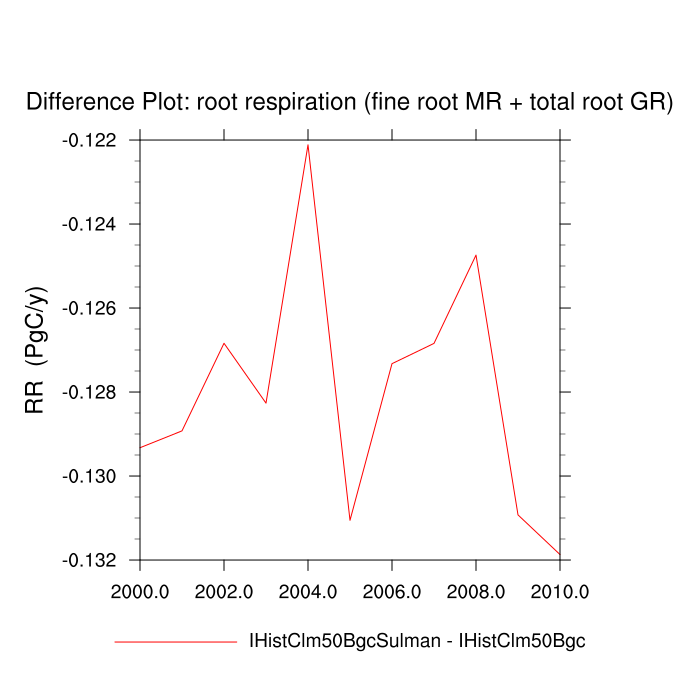 Difference Plot: root respiration (fine root MR + total root GR)
-0.122
-0.124
-0.126
-0.128
-0.130
-0.132
RR (PgC/y)
2000.0 2002.0 2004.0 2006.0 2008.0 2010.0
IHistClm50BgcSulman - IHistClm50Bgc